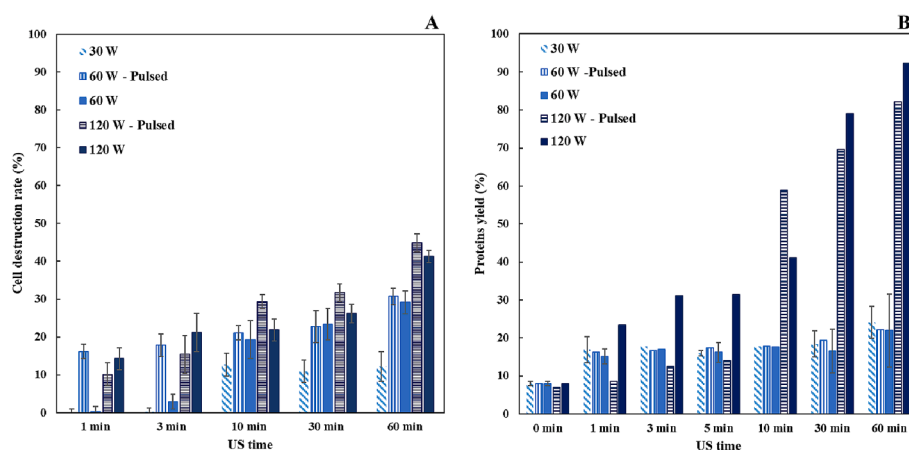 A
100
90
80
70
60
50
40
30
20
10
0
Cell destruction rate (%)
30 W
60 W - Pulsed
60 W
120 W - Pulsed
120 W
1 min
3 min
10 min
30 min
60 min
US time
B
100
90
80
70
60
50
40
30
20
10
0
Proteins yield (%)
30 W
60 W -Pulsed
60 W
120 W - Pulsed
120 W
0 min
1 min
3 min
5 min
10 min
30 min
60 min
US time